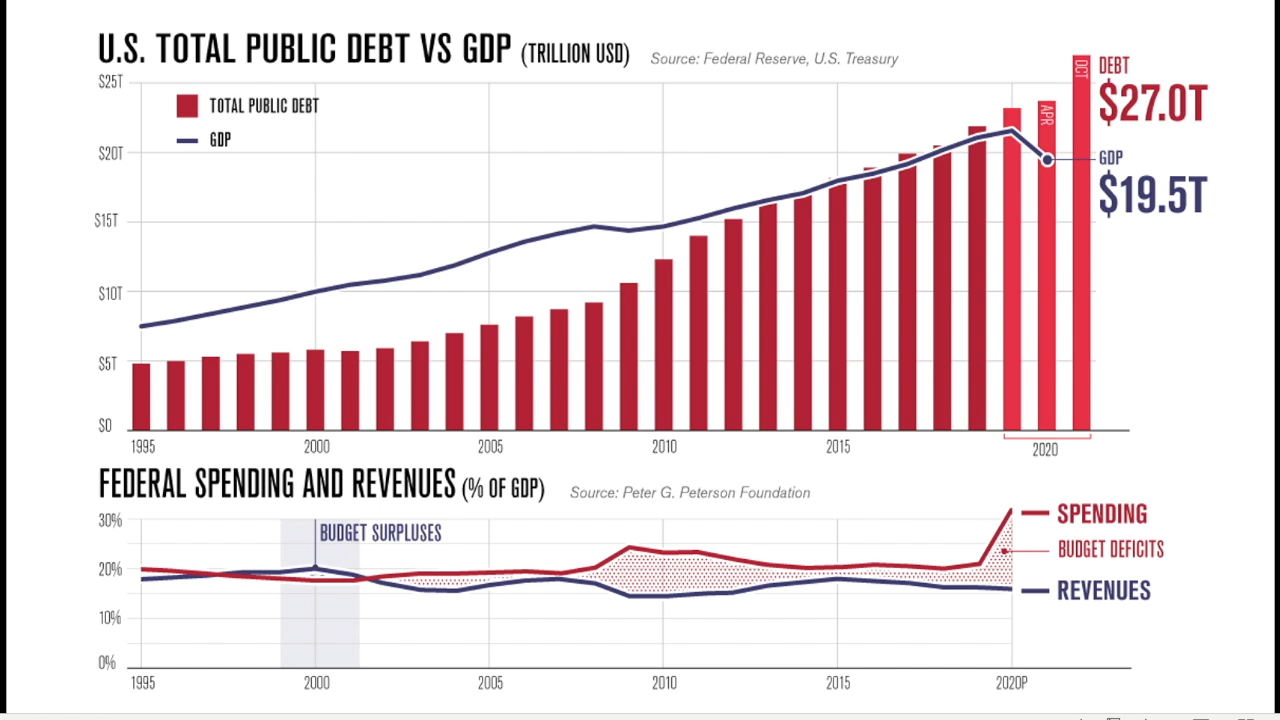 U.S. TOTAL PUBLIC DEBT VS GDP (TRILLION USD) Source: Federal Reserve, U.S. Treasury
$25T
TOTAL PUBLIC DEBT
GDP
$20T
$15T
$10T
$5T
$0
OCT
APR
DEBT
$27.0T
GDP
$19.5T
1995 2000 2005 2010 2015 2020
FEDERAL SPENDING AND REVENUES (% OF GDP) Source: Peter G. Peterson Foundation
30%
BUDGET SURPLUSES
20%
10%
0%
SPENDING
BUDGET DEFICITS
REVENUES
1995 2000 2005 2010 2015 2020P